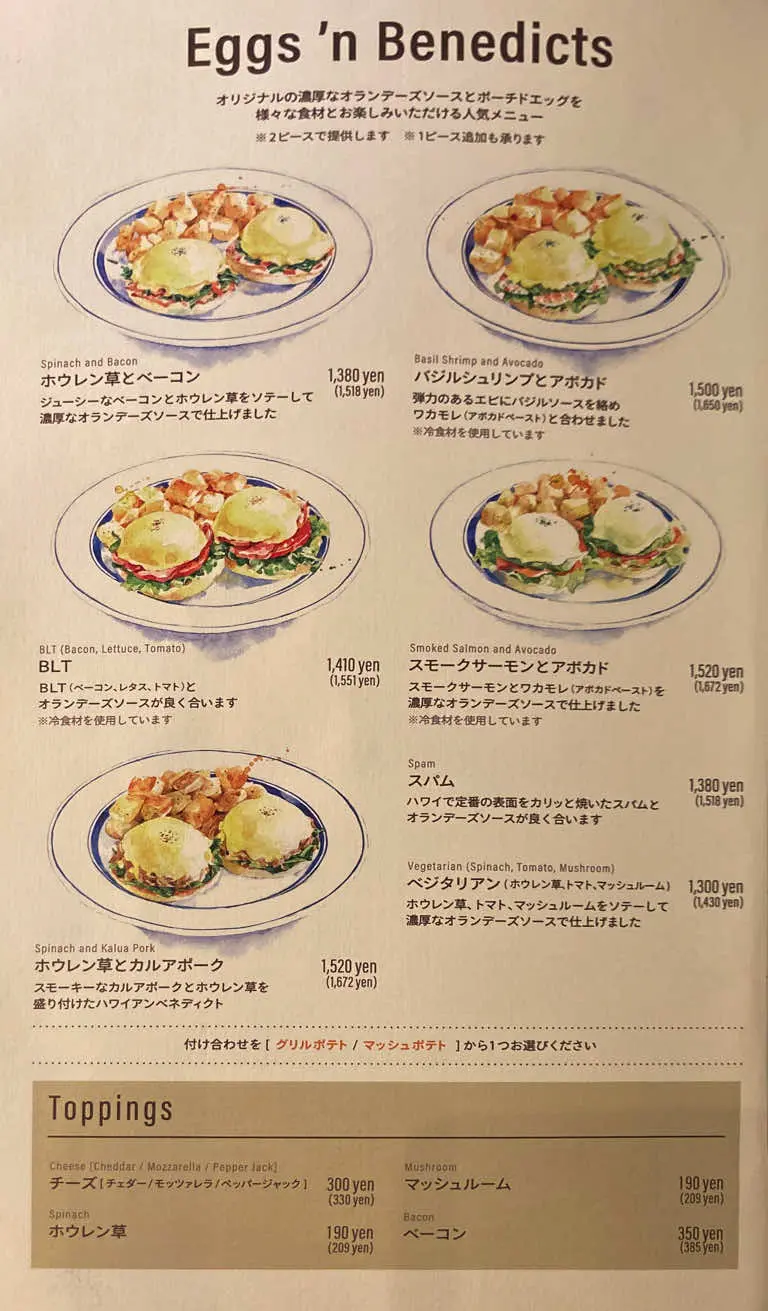 Eggs 'n Benedicts
オリジナルの濃厚なオランデーズソースとポーチドエッグを
様々な食材とお楽しみいただける人気メニュー
※2ピースで提供します ※1ピース追加も承ります
Spinach and Bacon
ホウレン草とベーコン
1,380 yen
(1,518 yen)
ジューシーなベーコンとホウレン草をソテーして
濃厚なオランデーズソースで仕上げました
Basil Shrimp and Avocado
バジルシュリンプとアボカド
1,500 yen
(1,650 yen)
弾力のあるエビにバジルソースを絡め
ワカモレ(アボカドペースト)と合わせました
※冷食材を使用しています
BLT (Bacon, Lettuce, Tomato)
BLT
1,410 yen
(1,551 yen)
BLT(ベーコン、レタス、トマト)と
オランデーズソースが良く合います
※冷食材を使用しています
Smoked Salmon and Avocado
スモークサーモンとアボカド
1,520 yen
(1,672 yen)
スモークサーモンとワカモレ(アボカドペースト)を
濃厚なオランデーズソースで仕上げました
※冷食材を使用しています
Spam
スパム
1,380 yen
(1,518 yen)
ハワイで定番の表面をカリッと焼いたスパムと
オランデーズソースが良く合います
Vegetarian (Spinach, Tomato, Mushroom)
ベジタリアン(ホウレン草、トマト、マッシュルーム)
1,300 yen
(1,430 yen)
ホウレン草、トマト、マッシュルームをソテーして
濃厚なオランデーズソースで仕上げました
Spinach and Kalua Pork
ホウレン草とカルアポーク
1,520 yen
(1,672 yen)
スモーキーなカルアポークとホウレン草を
盛り付けたハワイアンベネディクト
付け合わせを[ グリルポテト / マッシュポテト ]から1つお選びください
Toppings
Cheese [Cheddar / Mozzarella / Pepper Jack]
チーズ[チェダー/モッツァレラ/ペッパージャック]
300 yen
(330 yen)
Mushroom
マッシュルーム
190 yen
(209 yen)
Spinach
ホウレン草
190 yen
(209 yen)
Bacon
ベーコン
350 yen
(385 yen)